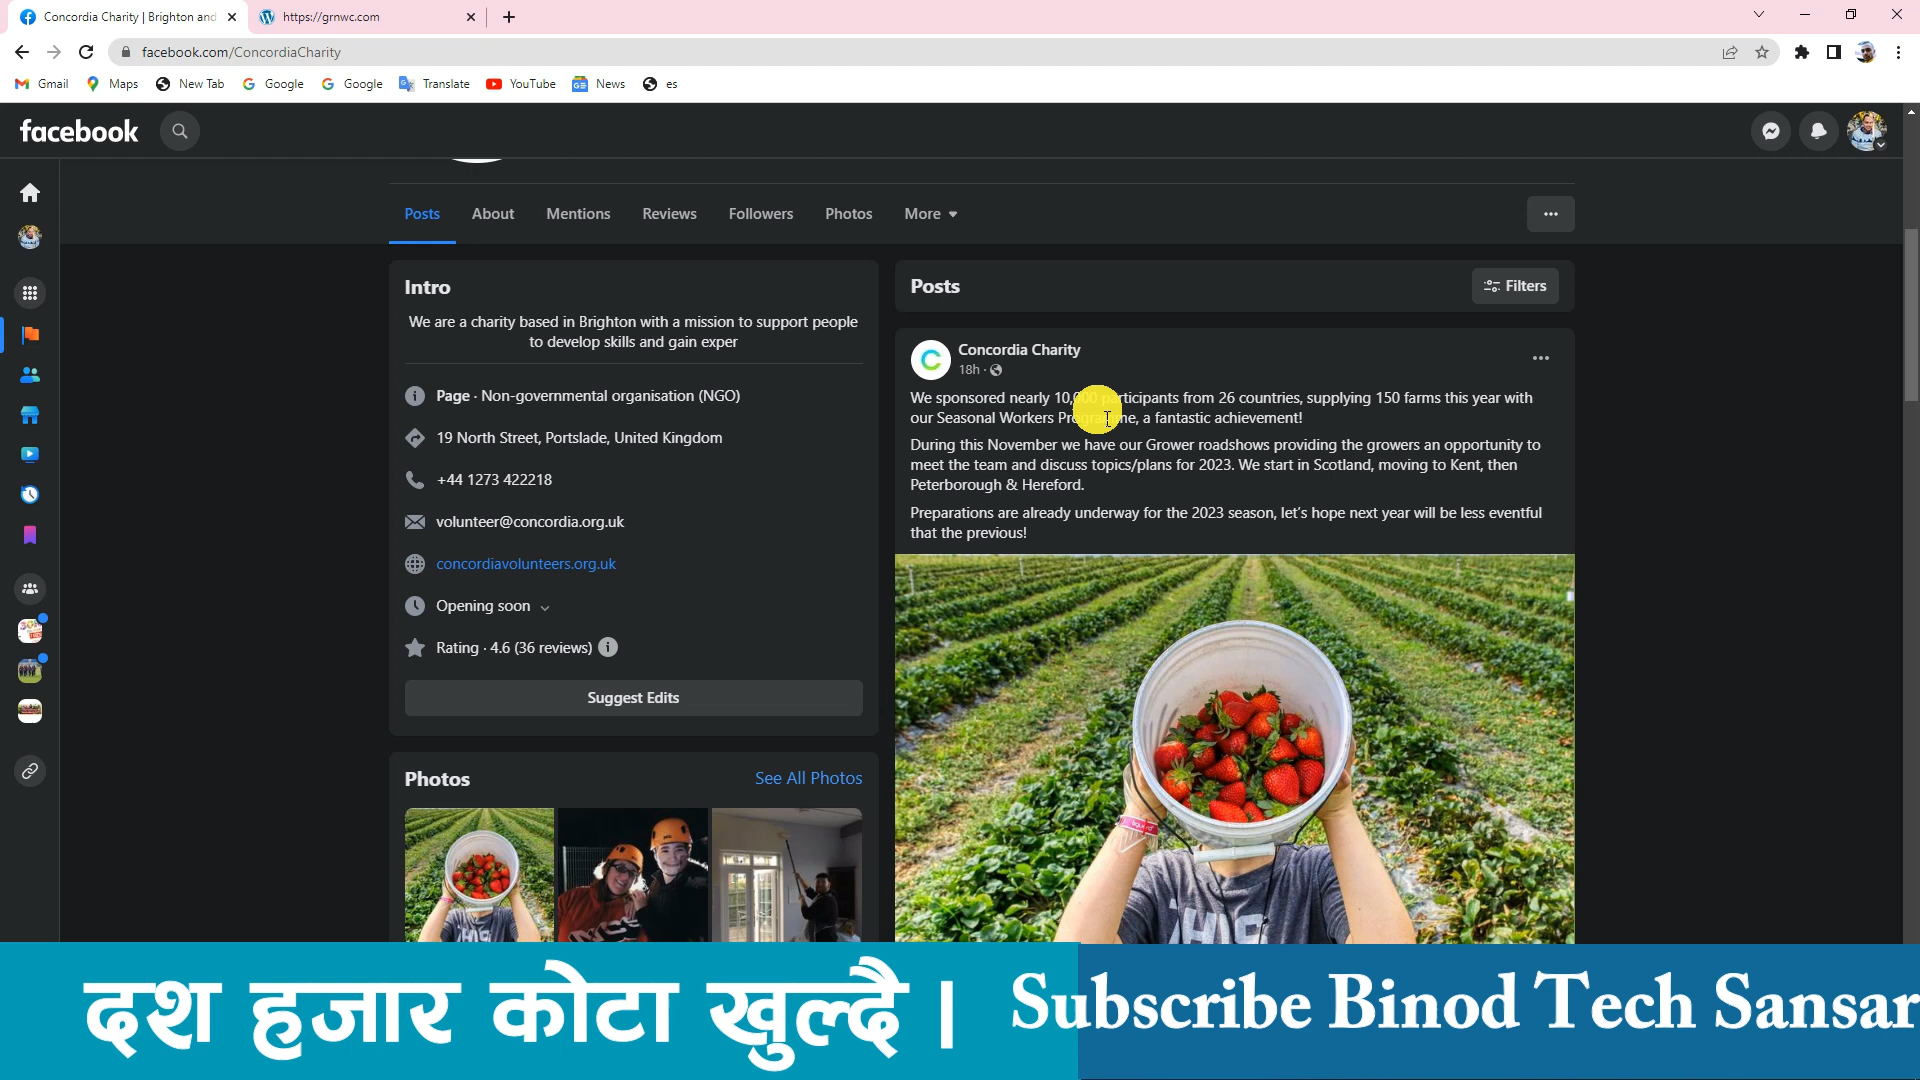 Concordia Charity | Brighton and
https://grnwc.com
facebook.com/ConcordiaCharity
Gmail
Maps
New Tab
Google
Google
Translate
YouTube
News
es
facebook
Posts
About
Mentions
Reviews
Followers
Photos
More
Intro
We are a charity based in Brighton with a mission to support people
to develop skills and gain exper
Page · Non-governmental organisation (NGO)
19 North Street, Portslade, United Kingdom
+44 1273 422218
volunteer@concordia.org.uk
concordiavolunteers.org.uk
Opening soon
Rating · 4.6 (36 reviews)
Suggest Edits
Photos
See All Photos
Posts
Filters
Concordia Charity
18h ·
We sponsored nearly 10,000 participants from 26 countries, supplying 150 farms this year with
our Seasonal Workers Programme, a fantastic achievement!
During this November we have our Grower roadshows providing the growers an opportunity to
meet the team and discuss topics/plans for 2023. We start in Scotland, moving to Kent, then
Peterborough & Hereford.
Preparations are already underway for the 2023 season, let's hope next year will be less eventful
that the previous!
दश हजार कोटा खुल्दै । Subscribe Binod Tech Sansar